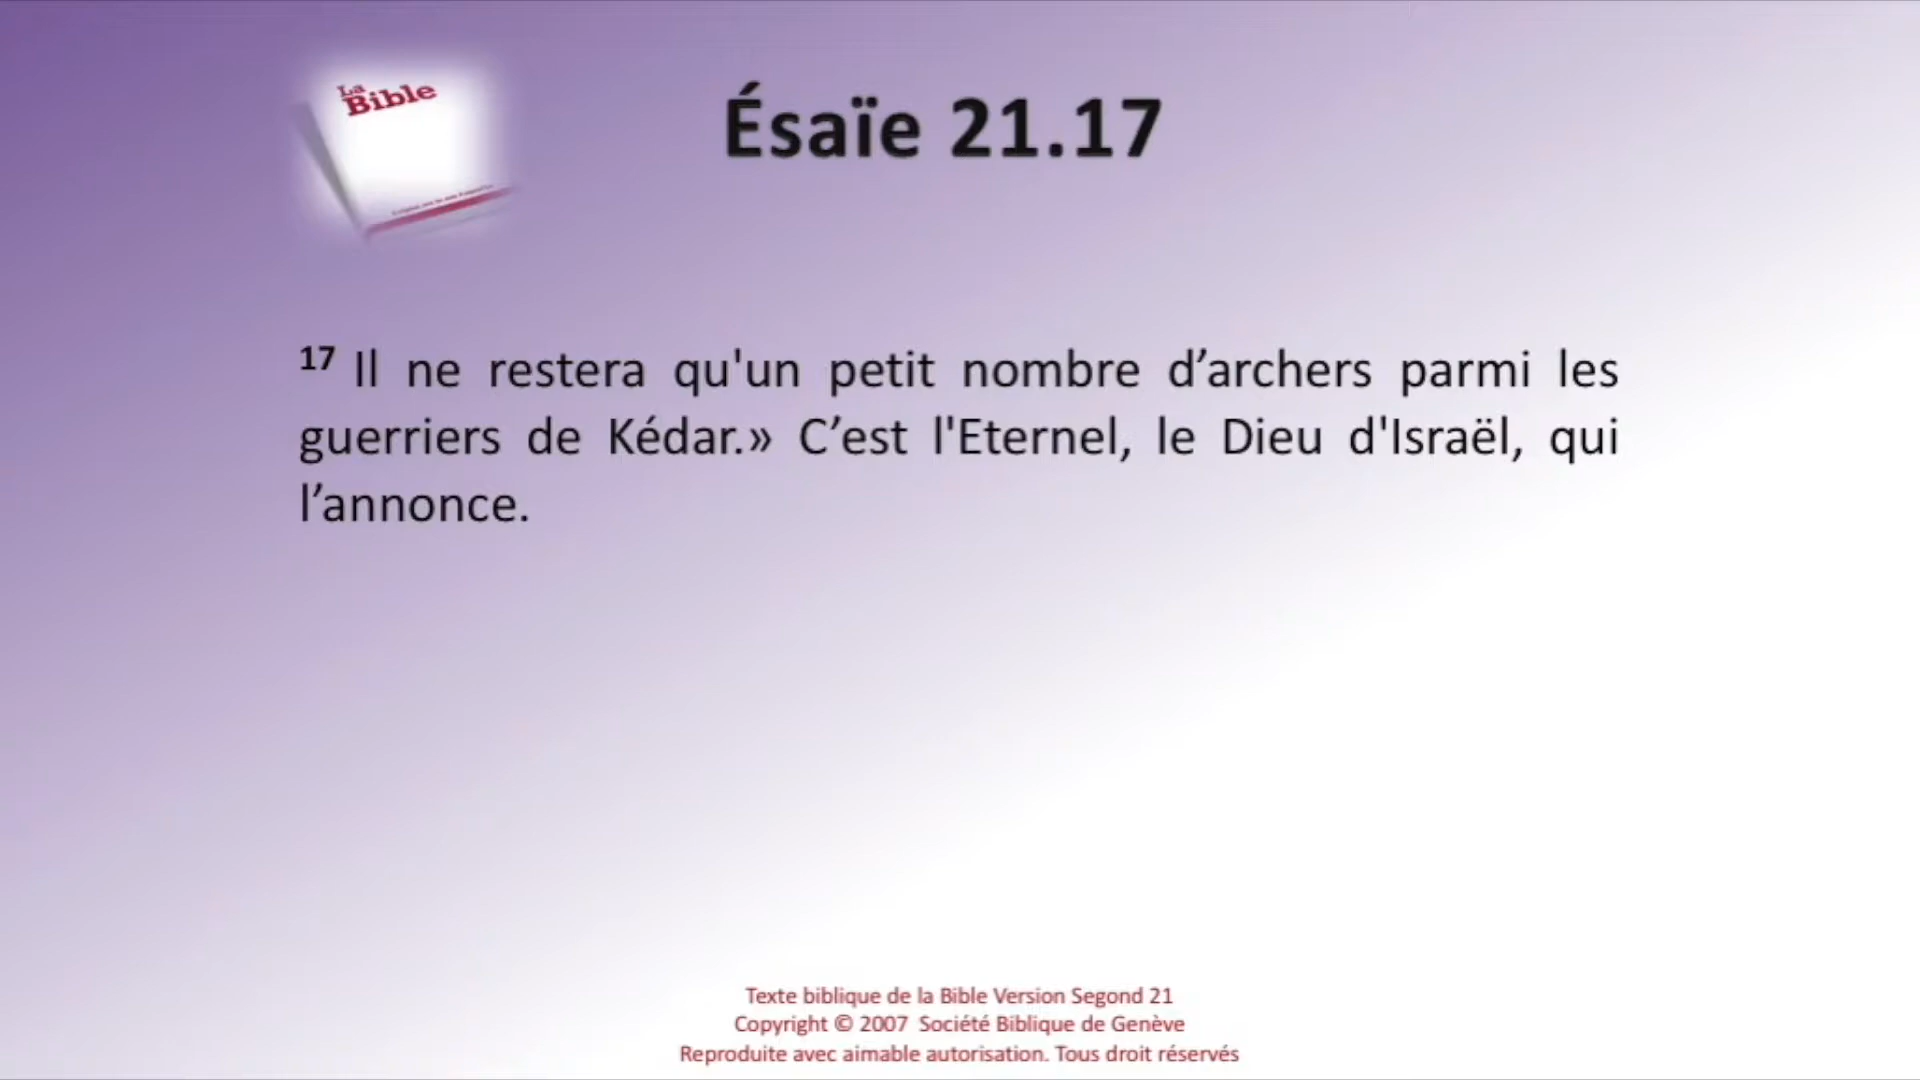 La
Bible
Ésaïe 21.17
17 Il ne restera qu'un petit nombre d’archers parmi les
guerriers de Kédar.» C’est l'Eternel, le Dieu d'Israël, qui
l’annonce.
Texte biblique de la Bible Version Segond 21
Copyright © 2007 Société Biblique de Genève
Reproduite avec aimable autorisation. Tous droit réservés